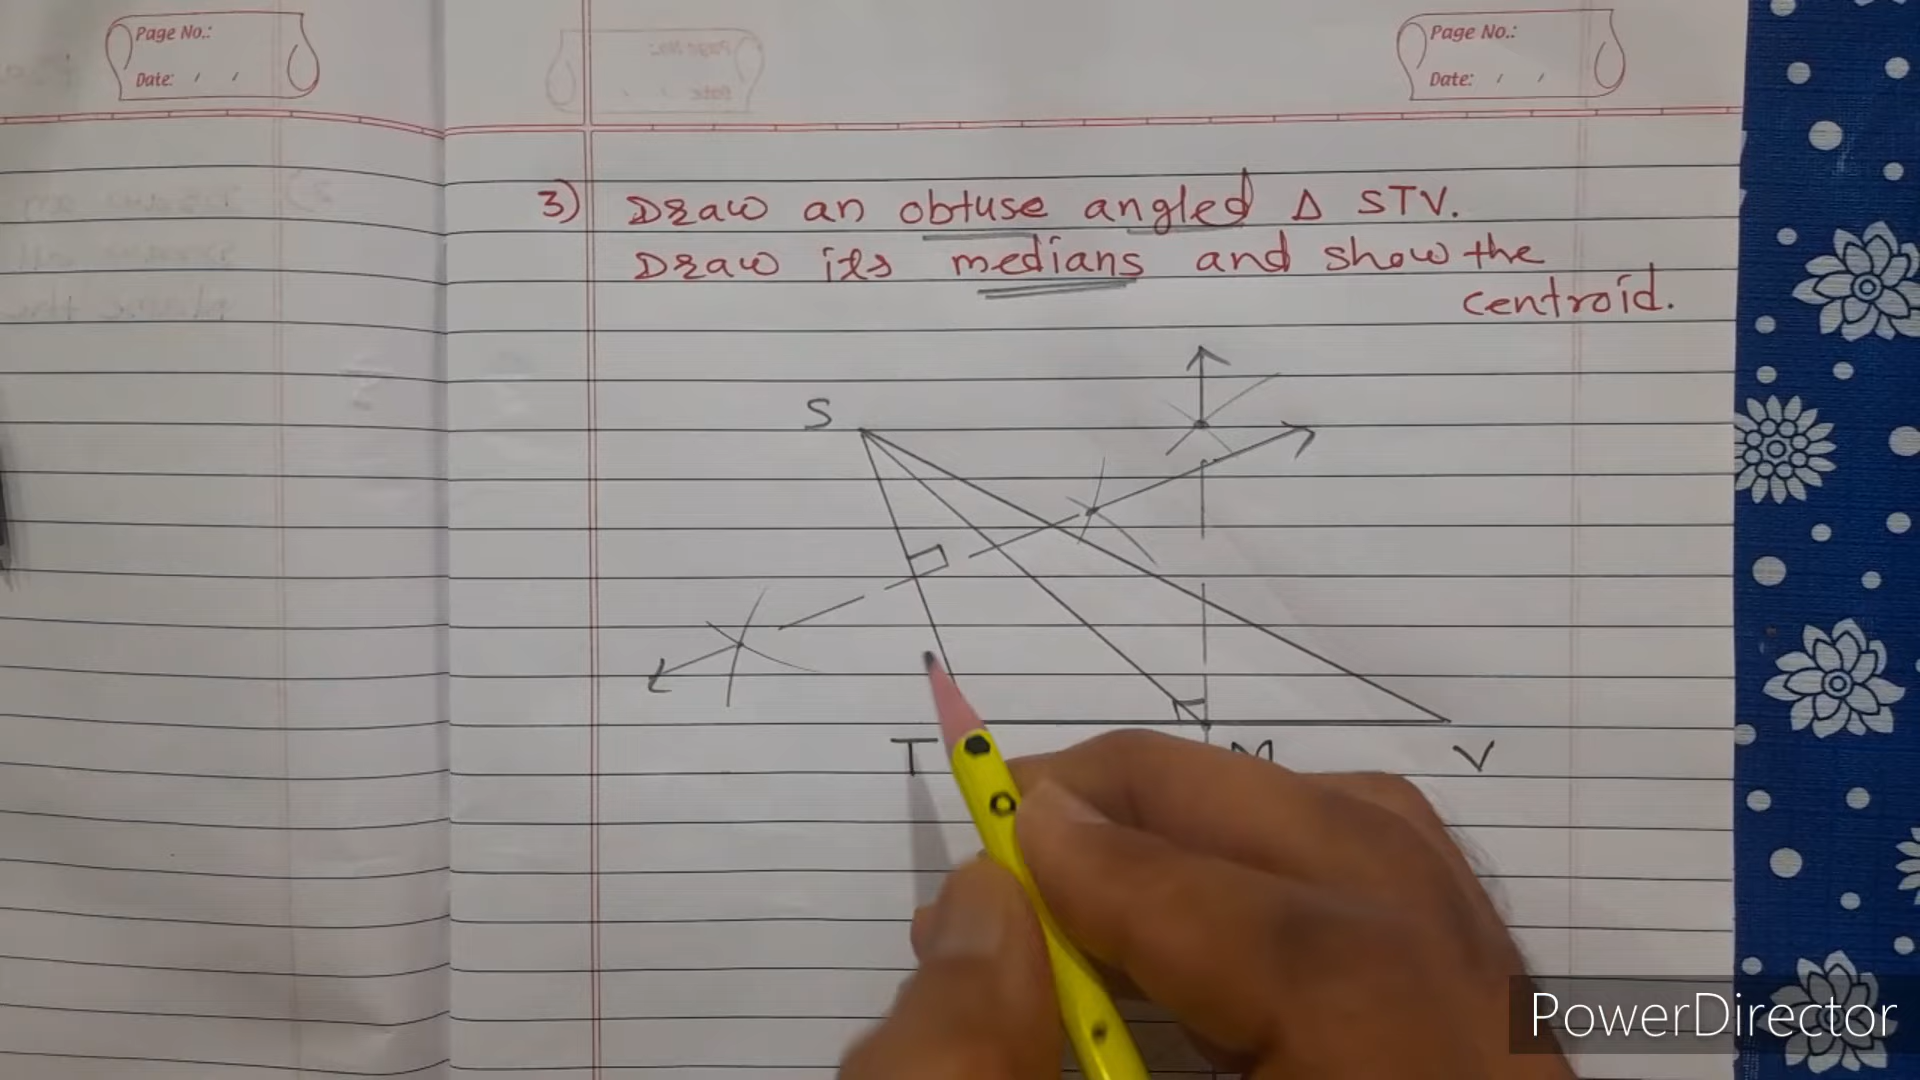 Page No.:
Date: / /
Page No.:
Date: / /
3) Draw an obtuse angled Δ STV.
Draw its medians and show the
centroid.
S
T M V
PowerDirector